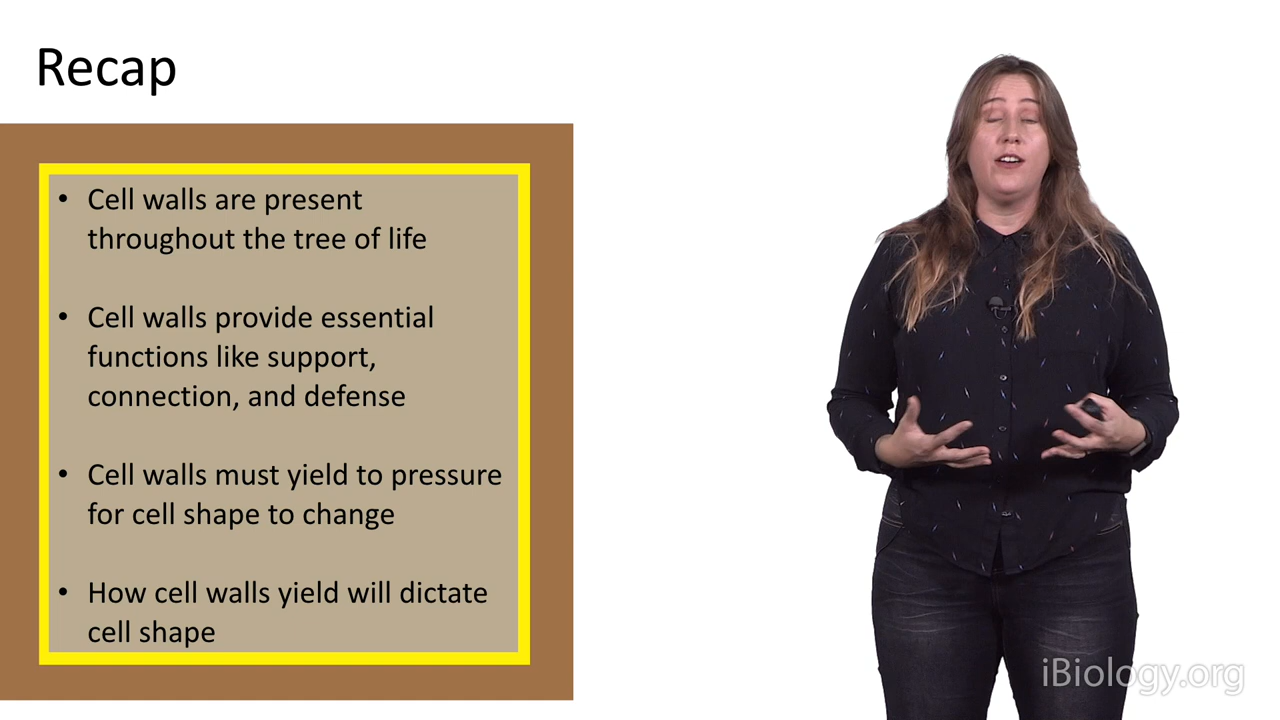 Recap
• Cell walls are present
throughout the tree of life
• Cell walls provide essential
functions like support,
connection, and defense
• Cell walls must yield to pressure
for cell shape to change
• How cell walls yield will dictate
cell shape
iBiology.org